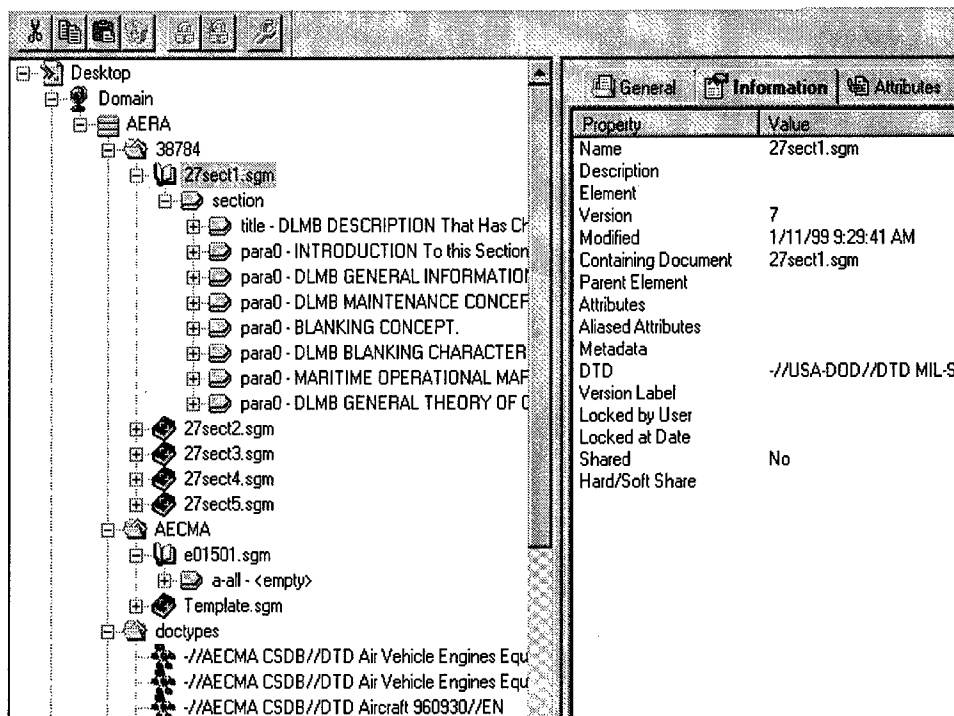 Desktop
Domain
AERA
38784
27sect1.sgm
section
title - DLMB DESCRIPTION That Has Ch
para0 - INTRODUCTION To this Section
para0 - DLMB GENERAL INFORMATIO
para0 - DLMB MAINTENANCE CONCEP
para0 - BLANKING CONCEPT.
para0 - DLMB BLANKING CHARACTER
para0 - MARITIME OPERATIONAL MAF
para0 - DLMB GENERAL THEORY OF O
27sect2.sgm
27sect3.sgm
27sect4.sgm
27sect5.sgm
AECMA
e01501.sgm
a-all - <empty>
Template.sgm
doctypes
-//AECMA CSDB//DTD Air Vehicle Engines Equ
-//AECMA CSDB//DTD Air Vehicle Engines Equ
-//AECMA CSDB//DTD Aircraft 960930//EN
General Information Attributes
Property Value
Name 27sect1.sgm
Description
Element
Version 7
Modified 1/11/99 9:29:41 AM
Containing Document 27sect1.sgm
Parent Element
Attributes
Aliased Attributes
Metadata
DTD -//USA-DOD//DTD MIL-S
Version Label
Locked by User
Locked at Date
Shared No
Hard/Soft Share